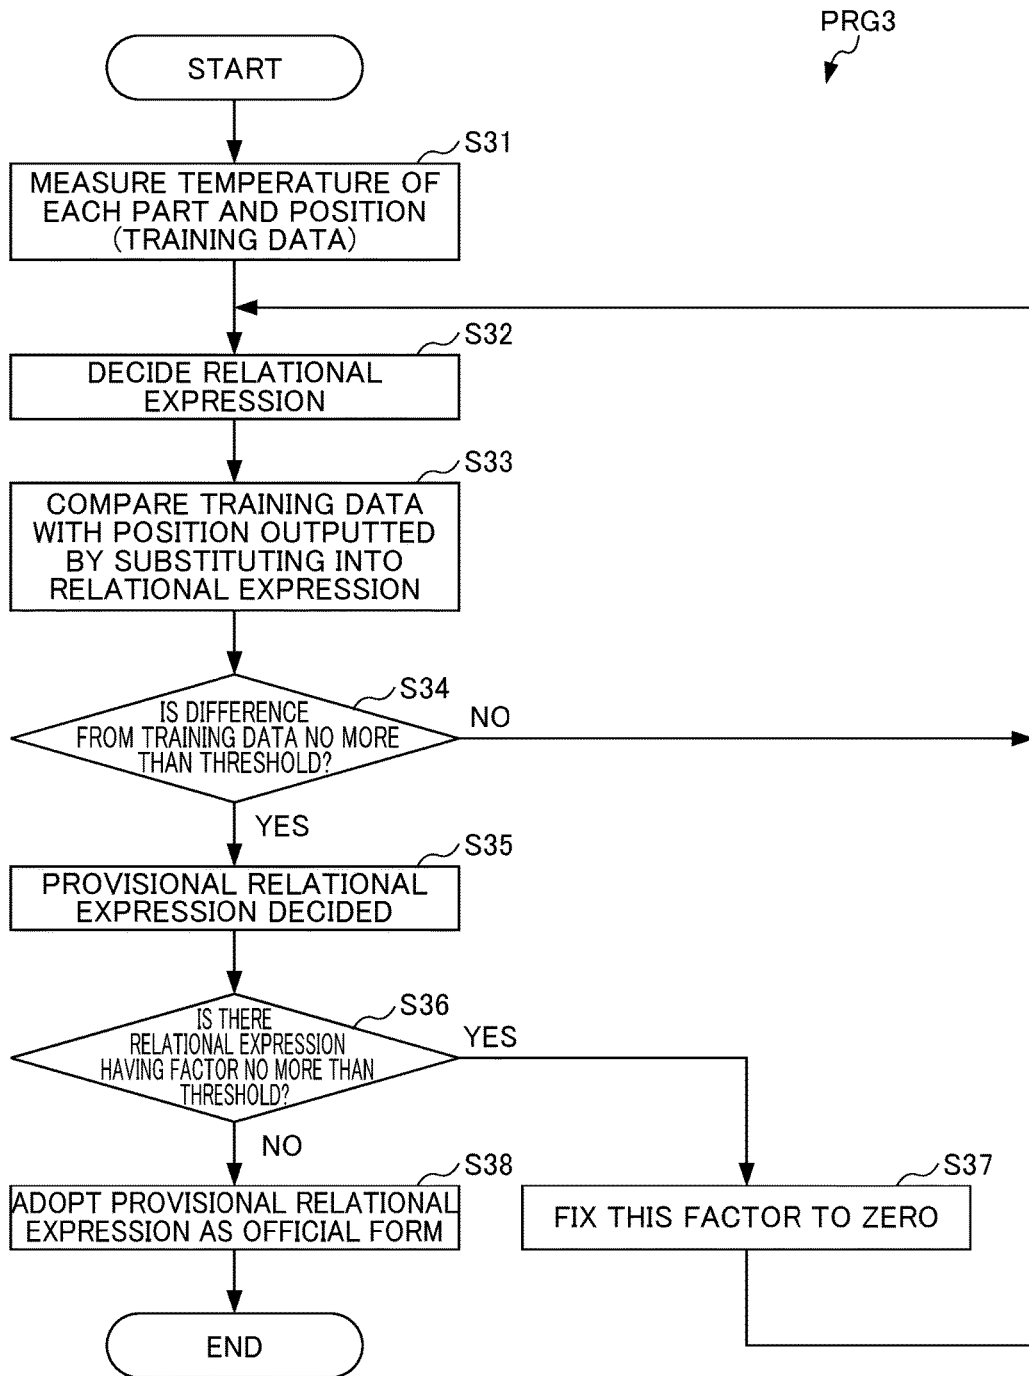 PRG3
START
S31
MEASURE TEMPERATURE OF
EACH PART AND POSITION
(TRAINING DATA)
S32
DECIDE RELATIONAL
EXPRESSION
S33
COMPARE TRAINING DATA
WITH POSITION OUTPUTTED
BY SUBSTITUTING INTO
RELATIONAL EXPRESSION
S34
IS DIFFERENCE
FROM TRAINING DATA NO MORE
THAN THRESHOLD?
NO
YES
S35
PROVISIONAL RELATIONAL
EXPRESSION DECIDED
S36
IS THERE
RELATIONAL EXPRESSION
HAVING FACTOR NO MORE THAN
THRESHOLD?
YES
NO
S38
ADOPT PROVISIONAL RELATIONAL
EXPRESSION AS OFFICIAL FORM
S37
FIX THIS FACTOR TO ZERO
END